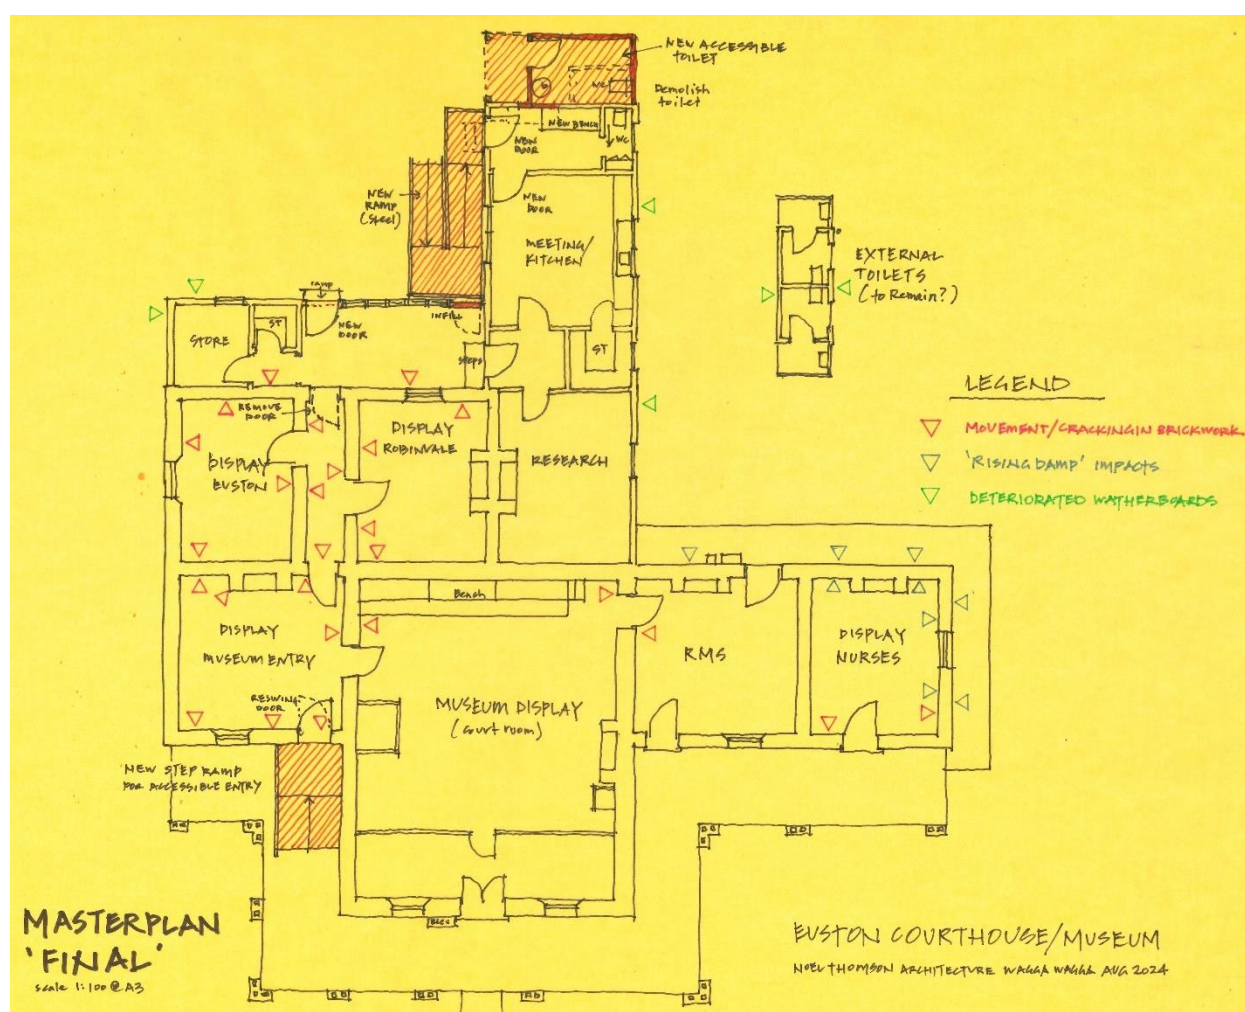 NEW ACCESSIBLE
TOILET
WC
Demolish
toilet
NEW BENCH
NEW
DOOR
WC
NEW
RAMP
(steel)
NEW
DOOR
MEETING/
KITCHEN
EXTERNAL
TOILETS
(to Remain?)
ramp
INFILL
NEW
DOOR
ST
STORE
STEPS
ST
LEGEND
REMOVE
DOOR
MOVEMENT/CRACKING IN BRICKWORK
DISPLAY
ROBINVALE
RESEARCH
'RISING DAMP' IMPACTS
DISPLAY
EUSTON
DETERIORATED WATHERBOARDS
Bench
DISPLAY
MUSEUM ENTRY
DISPLAY
NURSES
RMS
RESWING
DOOR
MUSEUM DISPLAY
(court room)
NEW STEP RAMP
FOR ACCESSIBLE ENTRY
MASTERPLAN
'FINAL'
scale 1:100 @ A3
EUSTON COURTHOUSE/MUSEUM
NOEL THOMSON ARCHITECTURE WAGGA WAGGA AUG 2024